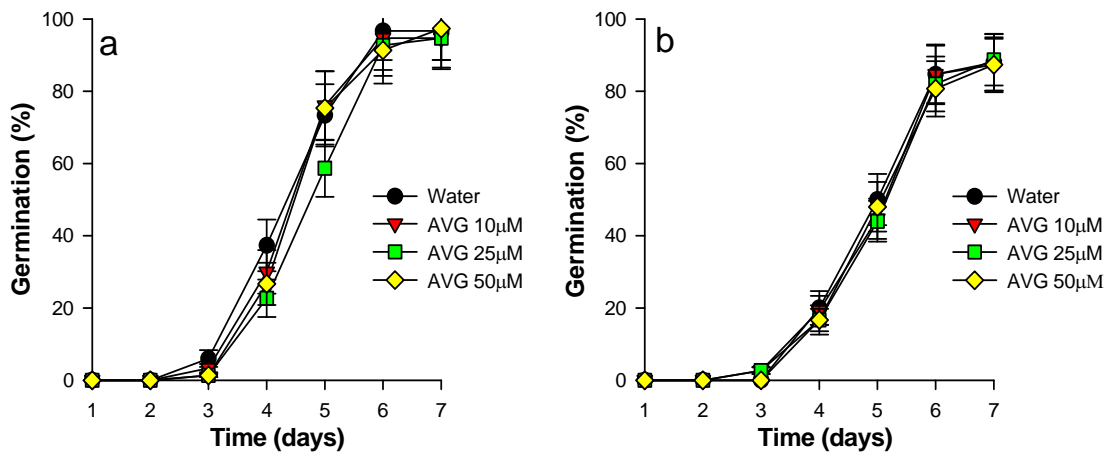 a
Germination (%)
100
80
60
40
20
0
1 2 3 4 5 6 7
Time (days)
Water
AVG 10μM
AVG 25μM
AVG 50μM
b
Germination (%)
100
80
60
40
20
0
1 2 3 4 5 6 7
Time (days)
Water
AVG 10μM
AVG 25μM
AVG 50μM